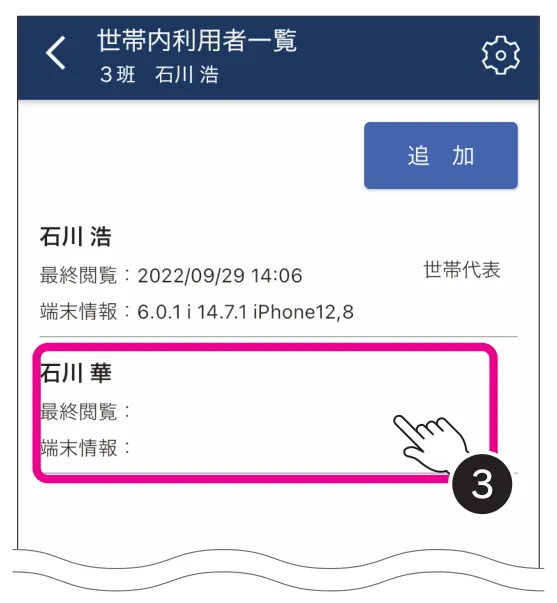 世帯内利用者一覧
3班 石川 浩
追 加
石川 浩
最終閲覧：2022/09/29 14:06
世帯代表
端末情報：6.0.1 i 14.7.1 iPhone12,8
石川 華
最終閲覧：
端末情報：
3